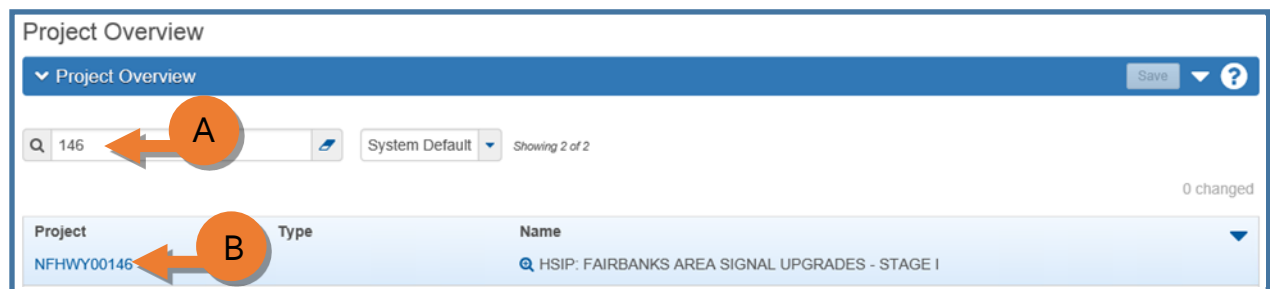 Project Overview
Project Overview Save ?
146 A System Default Showing 2 of 2
0 changed
Project Type Name
NFHWY00146 B HSIP: FAIRBANKS AREA SIGNAL UPGRADES - STAGE I